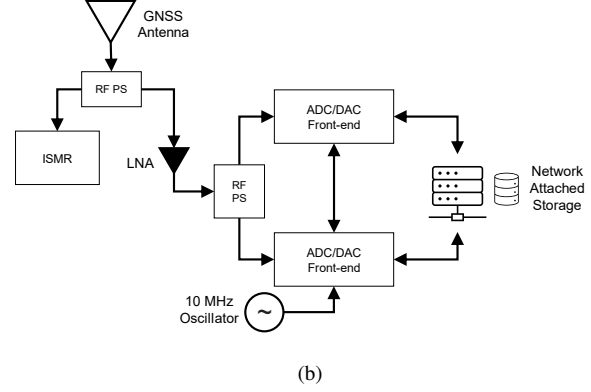 GNSS
Antenna
RF PS
ISMR
LNA
RF
PS
ADC/DAC
Front-end
Network
Attached
Storage
ADC/DAC
Front-end
10 MHz
Oscillator
~
(b)